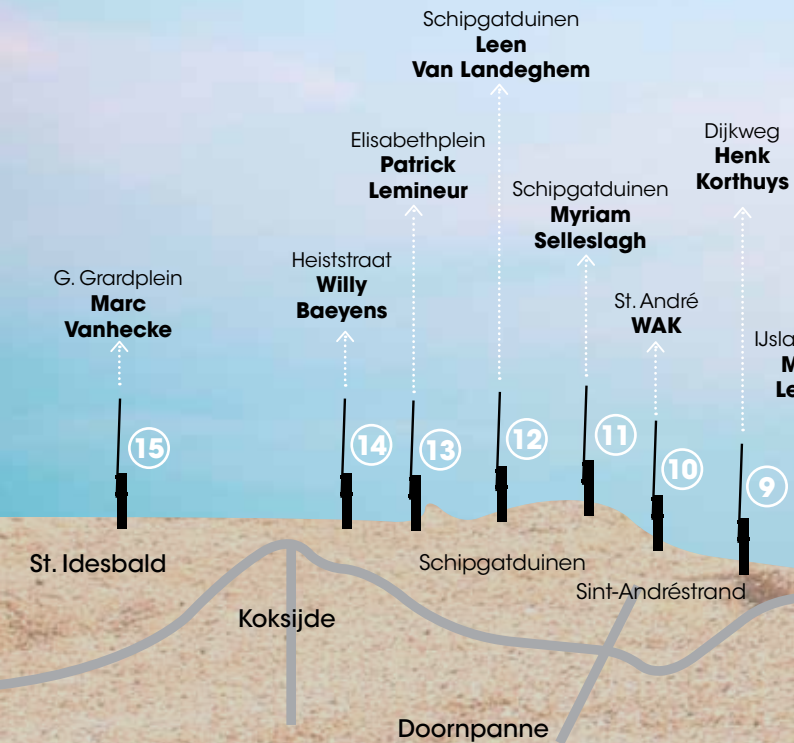 Schipgatduinen
Leen
Van Landeghem
Elisabethplein
Patrick
Lemineur
Dijkweg
Henk
Korthuys
Schipgatduinen
Myriam
Selleslagh
G. Grardplein
Marc
Vanhecke
Heiststraat
Willy
Baeyens
St. André
WAK
15
14
13
12
11
10
9
St. Idesbald
Schipgatduinen
Sint-Andréstrand
Koksijde
Doornpanne